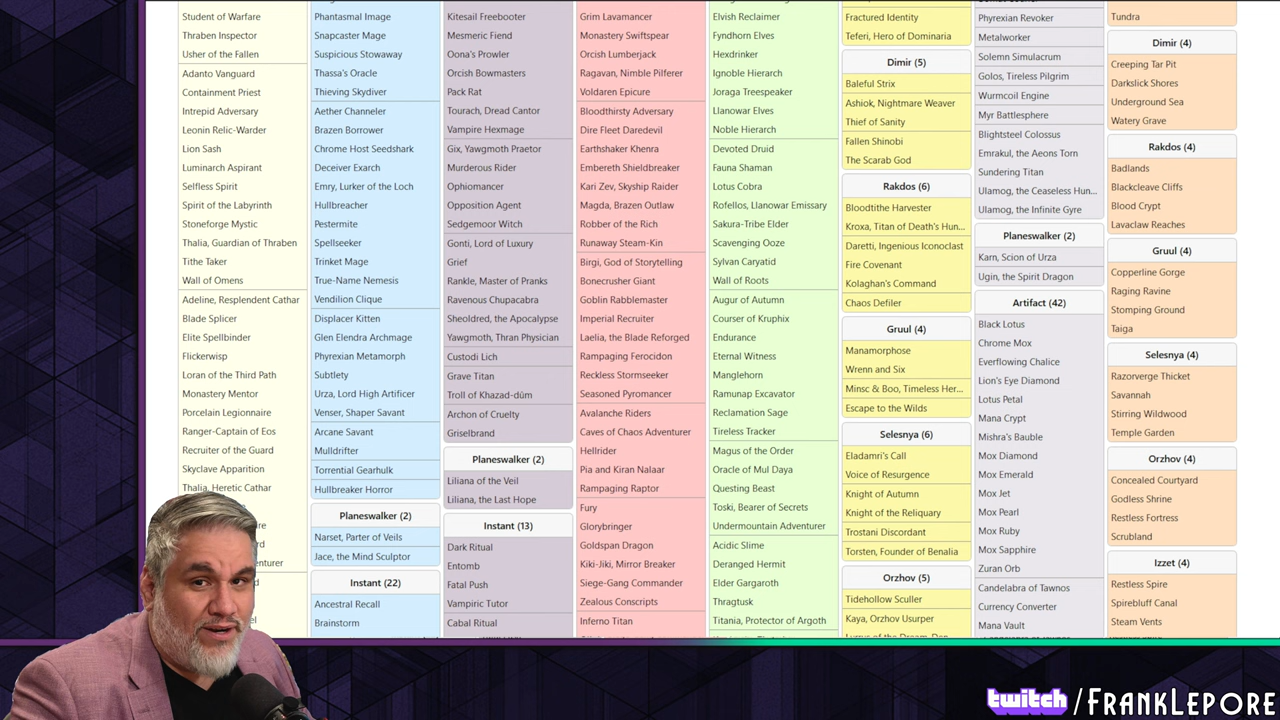 Student of Warfare
Thraben Inspector
Usher of the Fallen
Adanto Vanguard
Containment Priest
Intrepid Adversary
Leonin Relic-Warder
Lion Sash
Luminarch Aspirant
Selfless Spirit
Spirit of the Labyrinth
Stoneforge Mystic
Thalia, Guardian of Thraben
Tithe Taker
Wall of Omens
Adeline, Resplendent Cathar
Blade Splicer
Elite Spellbinder
Flickerwisp
Loran of the Third Path
Monastery Mentor
Porcelain Legionnaire
Ranger-Captain of Eos
Recruiter of the Guard
Skyclave Apparition
Thalia, Heretic Cathar
Phantasmal Image
Snapcaster Mage
Suspicious Stowaway
Thassa's Oracle
Thieving Skydiver
Aether Channeler
Brazen Borrower
Chrome Host Seedshark
Deceiver Exarch
Emry, Lurker of the Loch
Hullbreacher
Pestermite
Spellseeker
Trinket Mage
True-Name Nemesis
Vendilion Clique
Displacer Kitten
Glen Elendra Archmage
Phyrexian Metamorph
Subtlety
Urza, Lord High Artificer
Venser, Shaper Savant
Arcane Savant
Mulldrifter
Torrential Gearhulk
Hullbreaker Horror
Planeswalker (2)
Narset, Parter of Veils
Jace, the Mind Sculptor
Instant (22)
Ancestral Recall
Brainstorm
Kitesail Freebooter
Mesmeric Fiend
Oona's Prowler
Orcish Bowmasters
Pack Rat
Tourach, Dread Cantor
Vampire Hexmage
Gix, Yawgmoth Praetor
Murderous Rider
Ophiomancer
Opposition Agent
Sedgemoor Witch
Gonti, Lord of Luxury
Grief
Rankle, Master of Pranks
Ravenous Chupacabra
Sheoldred, the Apocalypse
Yawgmoth, Thran Physician
Custodi Lich
Grave Titan
Troll of Khazad-dûm
Archon of Cruelty
Griselbrand
Planeswalker (2)
Liliana of the Veil
Liliana, the Last Hope
Instant (13)
Dark Ritual
Entomb
Fatal Push
Vampiric Tutor
Cabal Ritual
Grim Lavamancer
Monastery Swiftspear
Orcish Lumberjack
Ragavan, Nimble Pilferer
Voldaren Epicure
Bloodthirsty Adversary
Dire Fleet Daredevil
Earthshaker Khenra
Embereth Shieldbreaker
Kari Zev, Skyship Raider
Magda, Brazen Outlaw
Robber of the Rich
Runaway Steam-Kin
Birgi, God of Storytelling
Bonecrusher Giant
Goblin Rabblemaster
Imperial Recruiter
Laelia, the Blade Reforged
Rampaging Ferocidon
Reckless Stormseeker
Seasoned Pyromancer
Avalanche Riders
Caves of Chaos Adventurer
Hellrider
Pia and Kiran Nalaar
Rampaging Raptor
Fury
Glorybringer
Goldspan Dragon
Kiki-Jiki, Mirror Breaker
Siege-Gang Commander
Zealous Conscripts
Inferno Titan
Elvish Reclaimer
Fyndhorn Elves
Hexdrinker
Ignoble Hierarch
Joraga Treespeaker
Llanowar Elves
Noble Hierarch
Devoted Druid
Fauna Shaman
Lotus Cobra
Rofellos, Llanowar Emissary
Sakura-Tribe Elder
Scavenging Ooze
Sylvan Caryatid
Wall of Roots
Augur of Autumn
Courser of Kruphix
Endurance
Eternal Witness
Manglehorn
Ramunap Excavator
Reclamation Sage
Tireless Tracker
Magus of the Order
Oracle of Mul Daya
Questing Beast
Toski, Bearer of Secrets
Undermountain Adventurer
Acidic Slime
Deranged Hermit
Elder Gargaroth
Thragtusk
Titania, Protector of Argoth
Fractured Identity
Teferi, Hero of Dominaria
Dimir (5)
Baleful Strix
Ashiok, Nightmare Weaver
Thief of Sanity
Fallen Shinobi
The Scarab God
Rakdos (6)
Bloodtithe Harvester
Kroxa, Titan of Death's Hun...
Daretti, Ingenious Iconoclast
Fire Covenant
Kolaghan's Command
Chaos Defiler
Gruul (4)
Manamorphose
Wrenn and Six
Minsc & Boo, Timeless Her...
Escape to the Wilds
Selesnya (6)
Eladamri's Call
Voice of Resurgence
Knight of Autumn
Knight of the Reliquary
Trostani Discordant
Torsten, Founder of Benalia
Orzhov (5)
Tidehollow Sculler
Kaya, Orzhov Usurper
Phyrexian Revoker
Metalworker
Solemn Simulacrum
Golos, Tireless Pilgrim
Wurmcoil Engine
Myr Battlesphere
Blightsteel Colossus
Emrakul, the Aeons Torn
Sundering Titan
Ulamog, the Ceaseless Hun...
Ulamog, the Infinite Gyre
Planeswalker (2)
Karn, Scion of Urza
Ugin, the Spirit Dragon
Artifact (42)
Black Lotus
Chrome Mox
Everflowing Chalice
Lion's Eye Diamond
Lotus Petal
Mana Crypt
Mishra's Bauble
Mox Diamond
Mox Emerald
Mox Jet
Mox Pearl
Mox Ruby
Mox Sapphire
Zuran Orb
Candelabra of Tawnos
Currency Converter
Mana Vault
Tundra
Dimir (4)
Creeping Tar Pit
Darkslick Shores
Underground Sea
Watery Grave
Rakdos (4)
Badlands
Blackcleave Cliffs
Blood Crypt
Lavaclaw Reaches
Gruul (4)
Copperline Gorge
Raging Ravine
Stomping Ground
Taiga
Selesnya (4)
Razorverge Thicket
Savannah
Stirring Wildwood
Temple Garden
Orzhov (4)
Concealed Courtyard
Godless Shrine
Restless Fortress
Scrubland
Izzet (4)
Restless Spire
Spirebluff Canal
Steam Vents
twitch/FRANKLEPORE